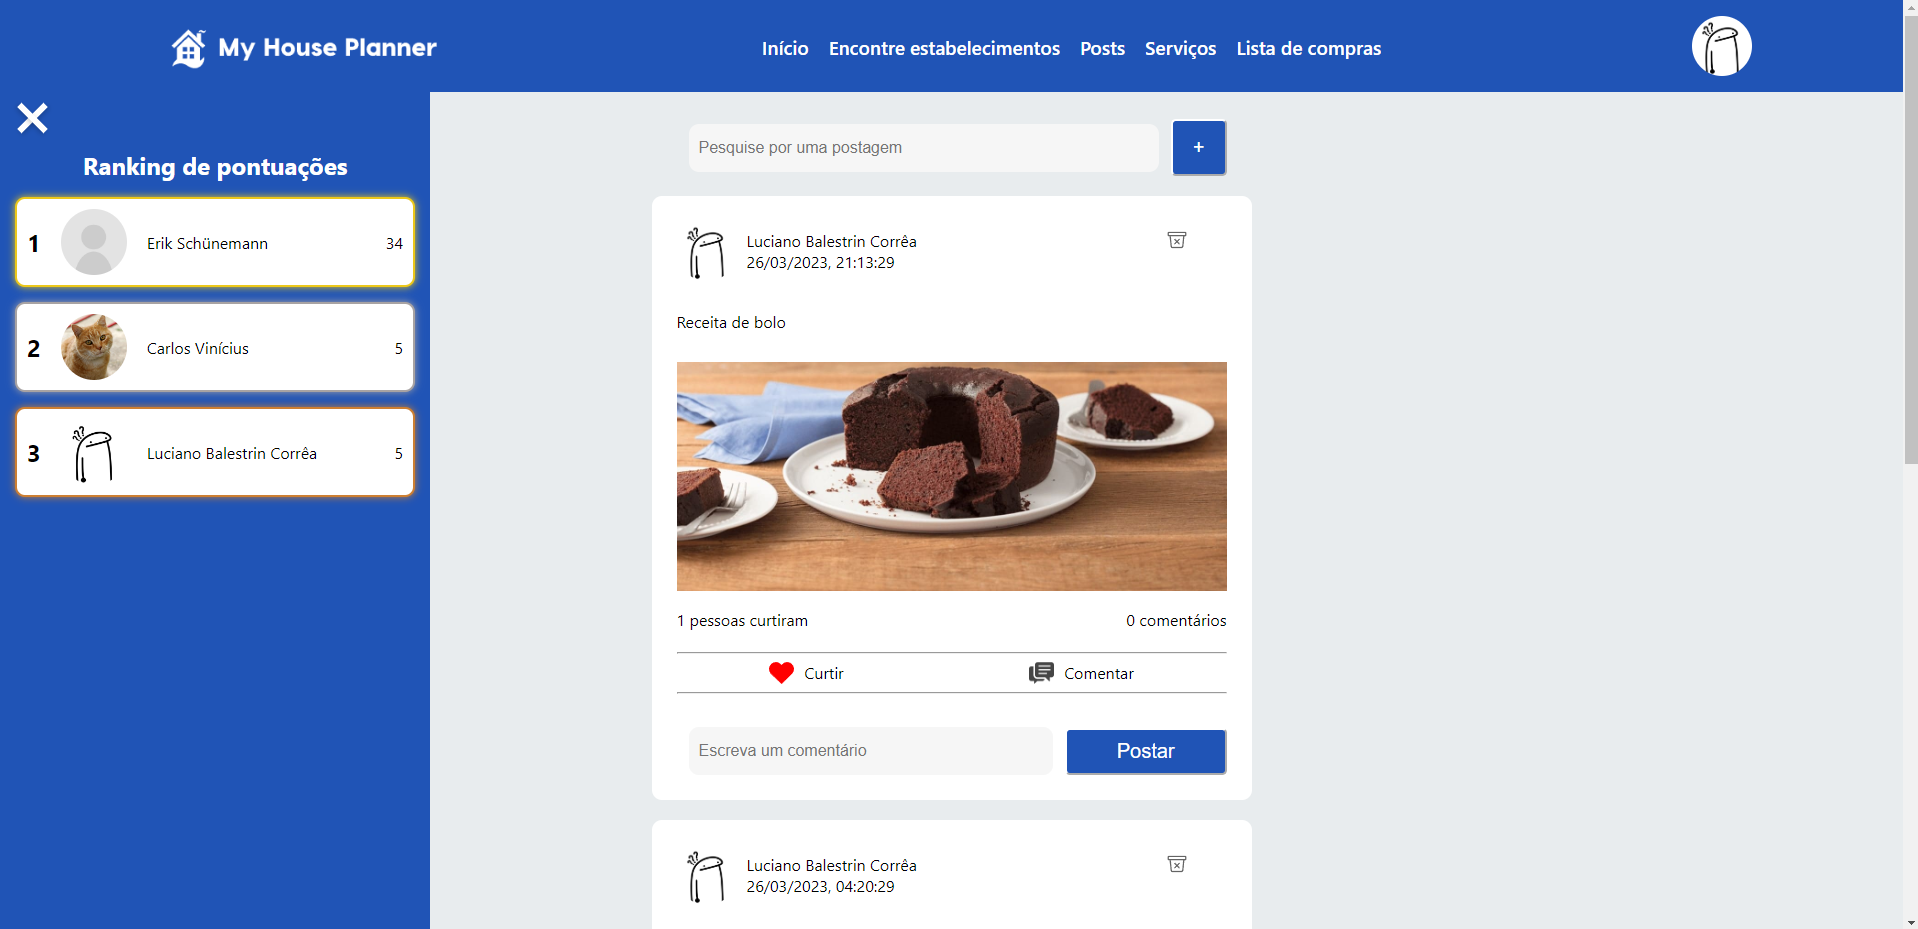 My House Planner
Início Encontre estabelecimentos Posts Serviços Lista de compras
Ranking de pontuações
1 Erik Schünemann 34
2 Carlos Vinícius 5
3 Luciano Balestrin Corrêa 5
Pesquise por uma postagem +
Luciano Balestrin Corrêa
26/03/2023, 21:13:29
Receita de bolo
1 pessoas curtiram 0 comentários
Curtir Comentar
Escreva um comentário Postar
Luciano Balestrin Corrêa
26/03/2023, 04:20:29